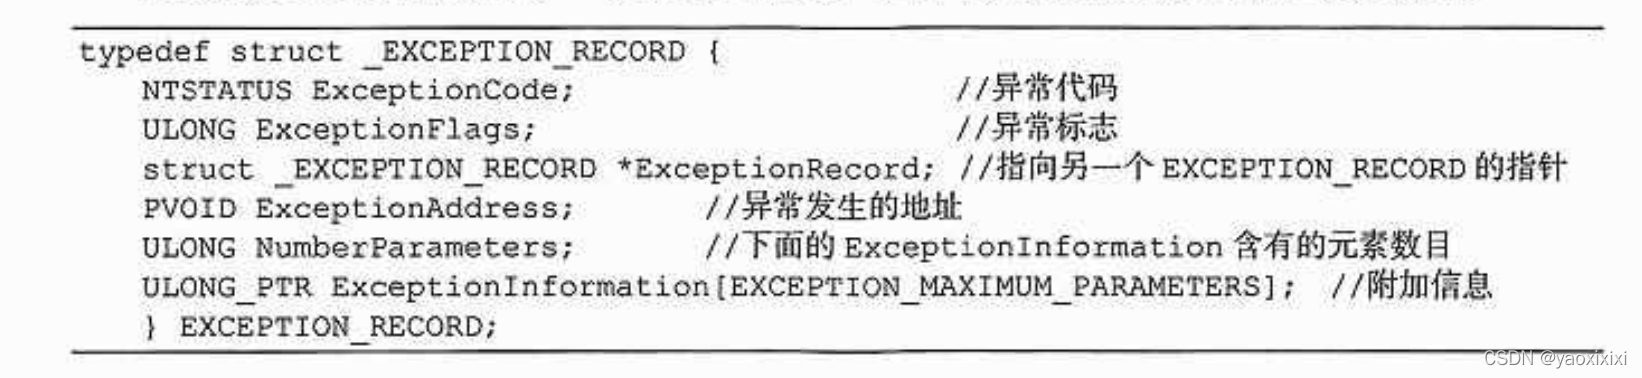 typedef struct _EXCEPTION_RECORD {
NTSTATUS ExceptionCode; //异常代码
ULONG ExceptionFlags; //异常标志
struct _EXCEPTION_RECORD *ExceptionRecord; //指向另一个 EXCEPTION_RECORD 的指针
PVOID ExceptionAddress; //异常发生的地址
ULONG NumberParameters; //下面的 ExceptionInformation 含有的元素数目
ULONG_PTR ExceptionInformation[EXCEPTION_MAXIMUM_PARAMETERS]; //附加信息
} EXCEPTION_RECORD;
CSDN @yaoxixixi